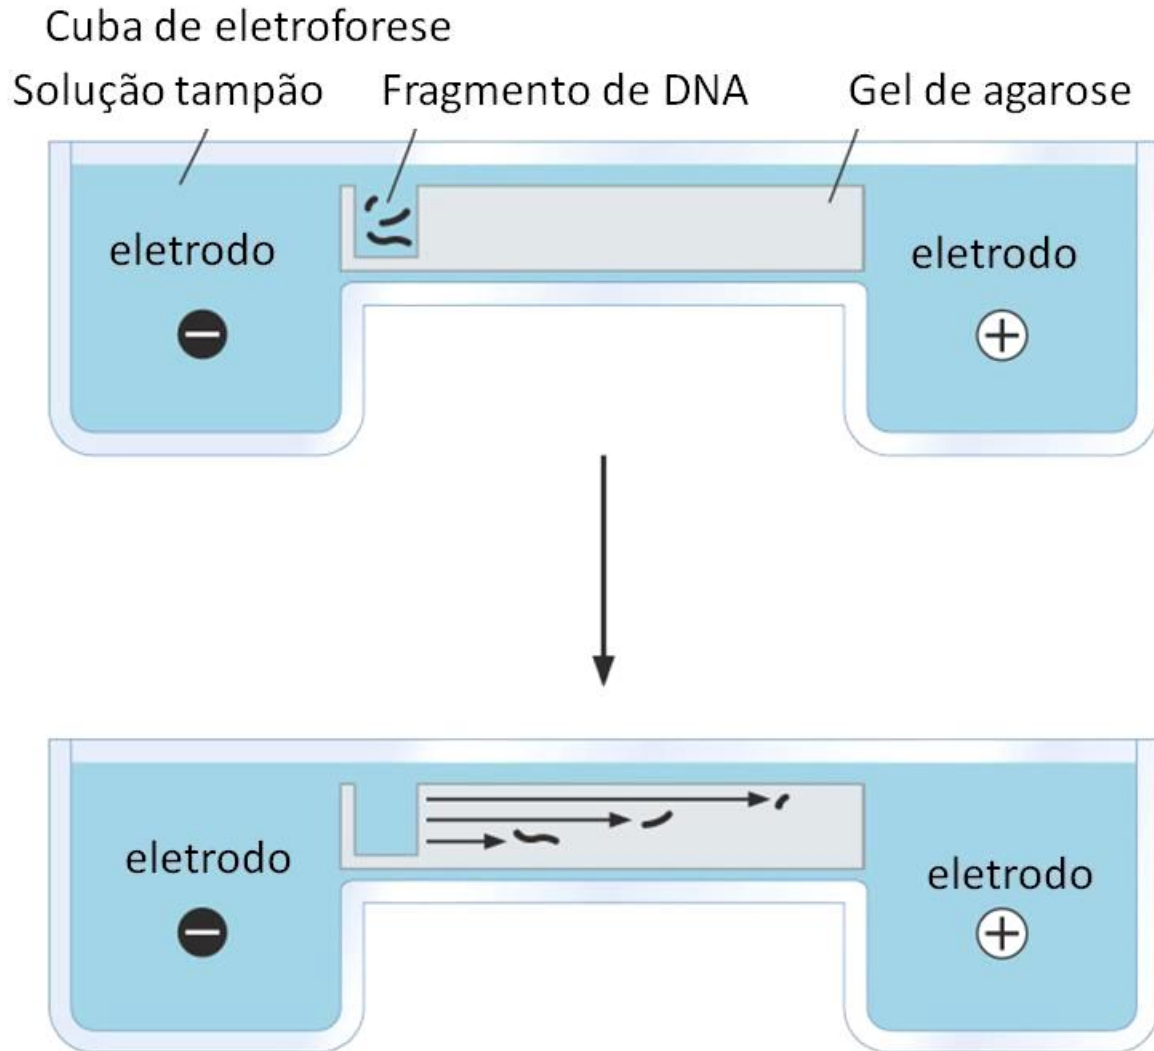 Cuba de eletroforese
Solução tampão Fragmento de DNA Gel de agarose
eletrodo eletrodo
− +
eletrodo eletrodo
− +